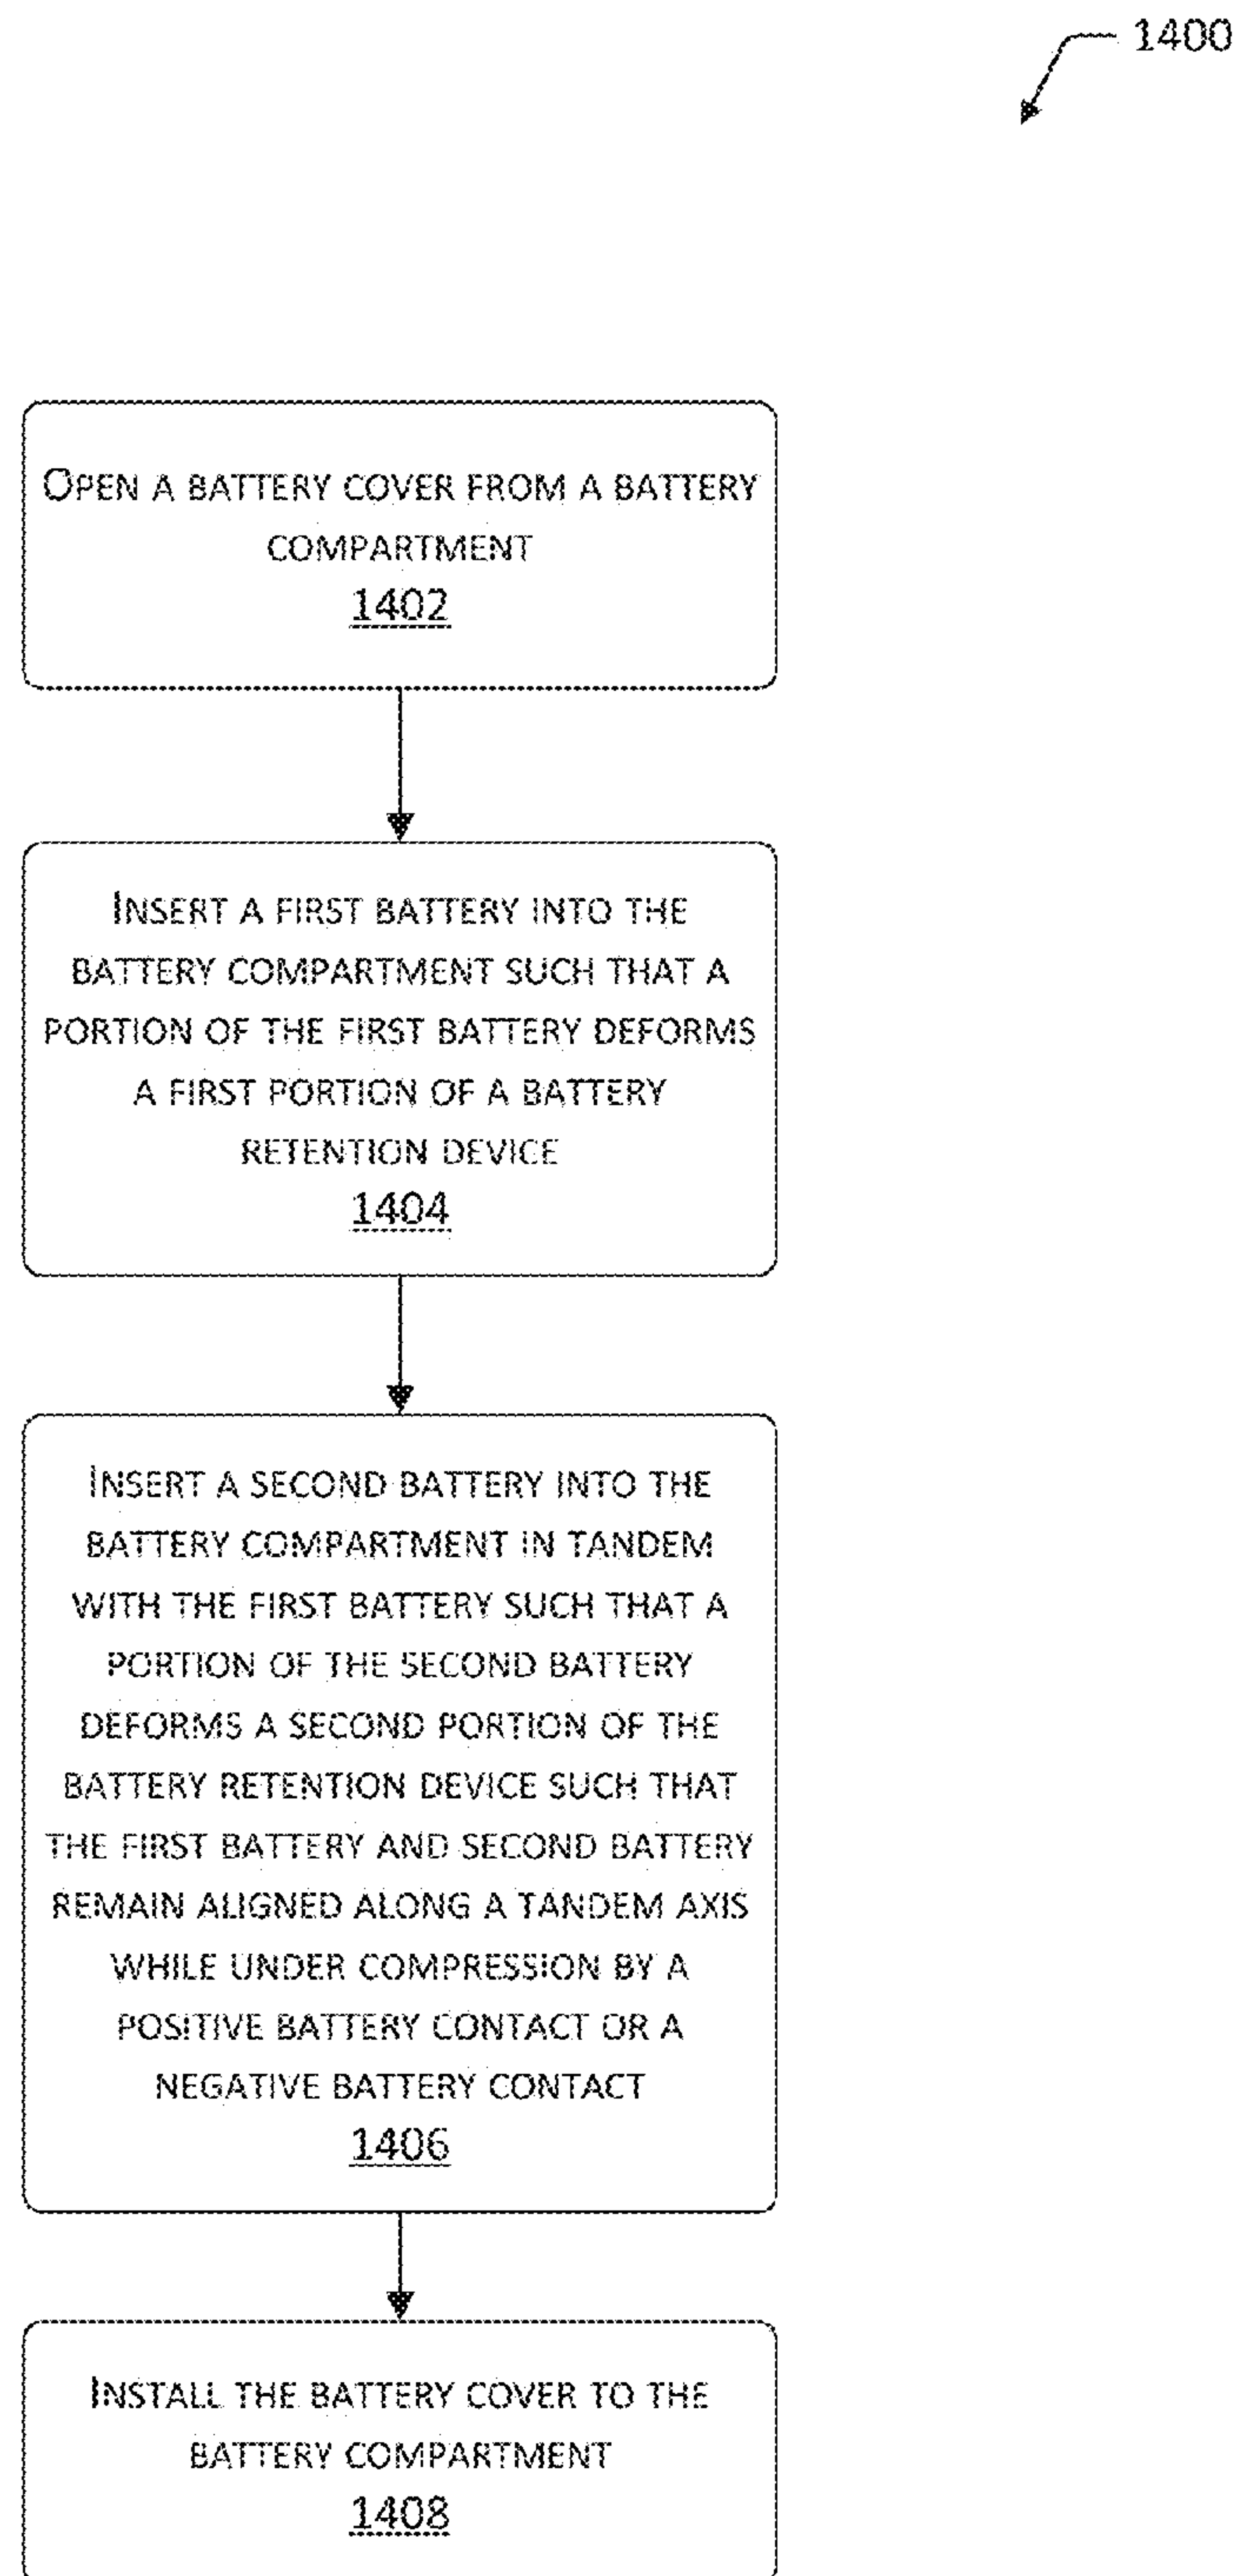 1400
OPEN A BATTERY COVER FROM A BATTERY
COMPARTMENT
1402
INSERT A FIRST BATTERY INTO THE
BATTERY COMPARTMENT SUCH THAT A
PORTION OF THE FIRST BATTERY DEFORMS
A FIRST PORTION OF A BATTERY
RETENTION DEVICE
1404
INSERT A SECOND BATTERY INTO THE
BATTERY COMPARTMENT IN TANDEM
WITH THE FIRST BATTERY SUCH THAT A
PORTION OF THE SECOND BATTERY
DEFORMS A SECOND PORTION OF THE
BATTERY RETENTION DEVICE SUCH THAT
THE FIRST BATTERY AND SECOND BATTERY
REMAIN ALIGNED ALONG A TANDEM AXIS
WHILE UNDER COMPRESSION BY A
POSITIVE BATTERY CONTACT OR A
NEGATIVE BATTERY CONTACT
1406
INSTALL THE BATTERY COVER TO THE
BATTERY COMPARTMENT
1408